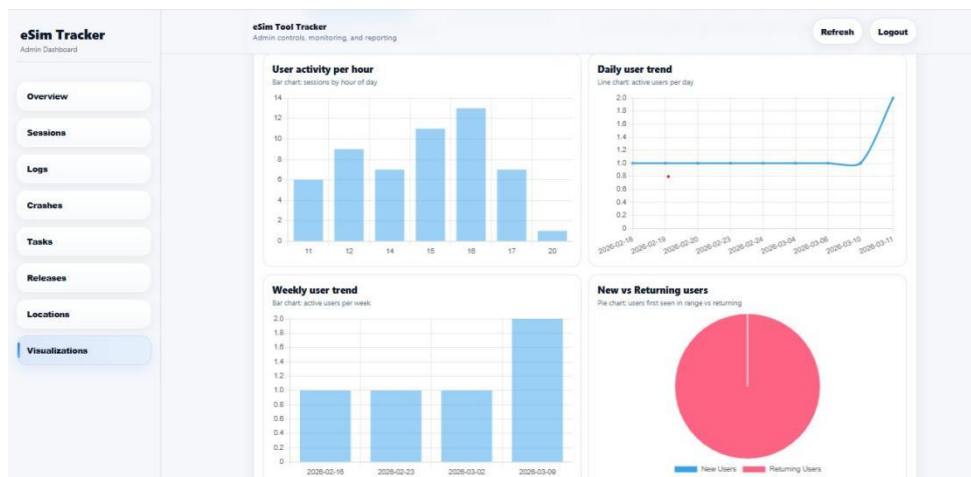 eSim Tracker
Admin Dashboard
Overview
Sessions
Logs
Crashes
Tasks
Releases
Locations
Visualizations
eSim Tool Tracker
Admin controls, monitoring, and reporting
Refresh
Logout
User activity per hour
Bar chart: sessions by hour of day
14
12
10
8
6
4
2
0
11 12 14 15 16 17 20
Daily user trend
Line chart: active users per day
2.0
1.8
1.6
1.4
1.2
1.0
0.8
0.6
0.4
0.2
0
2026-02-18 2026-02-19 2026-02-20 2026-02-23 2026-02-24 2026-03-04 2026-03-06 2026-03-10 2026-03-11
Weekly user trend
Bar chart: active users per week
2.0
1.8
1.6
1.4
1.2
1.0
0.8
0.6
0.4
0.2
0
2026-02-16 2026-02-23 2026-03-02 2026-03-09
New vs Returning users
Pie chart: users first seen in range vs returning
New Users Returning Users